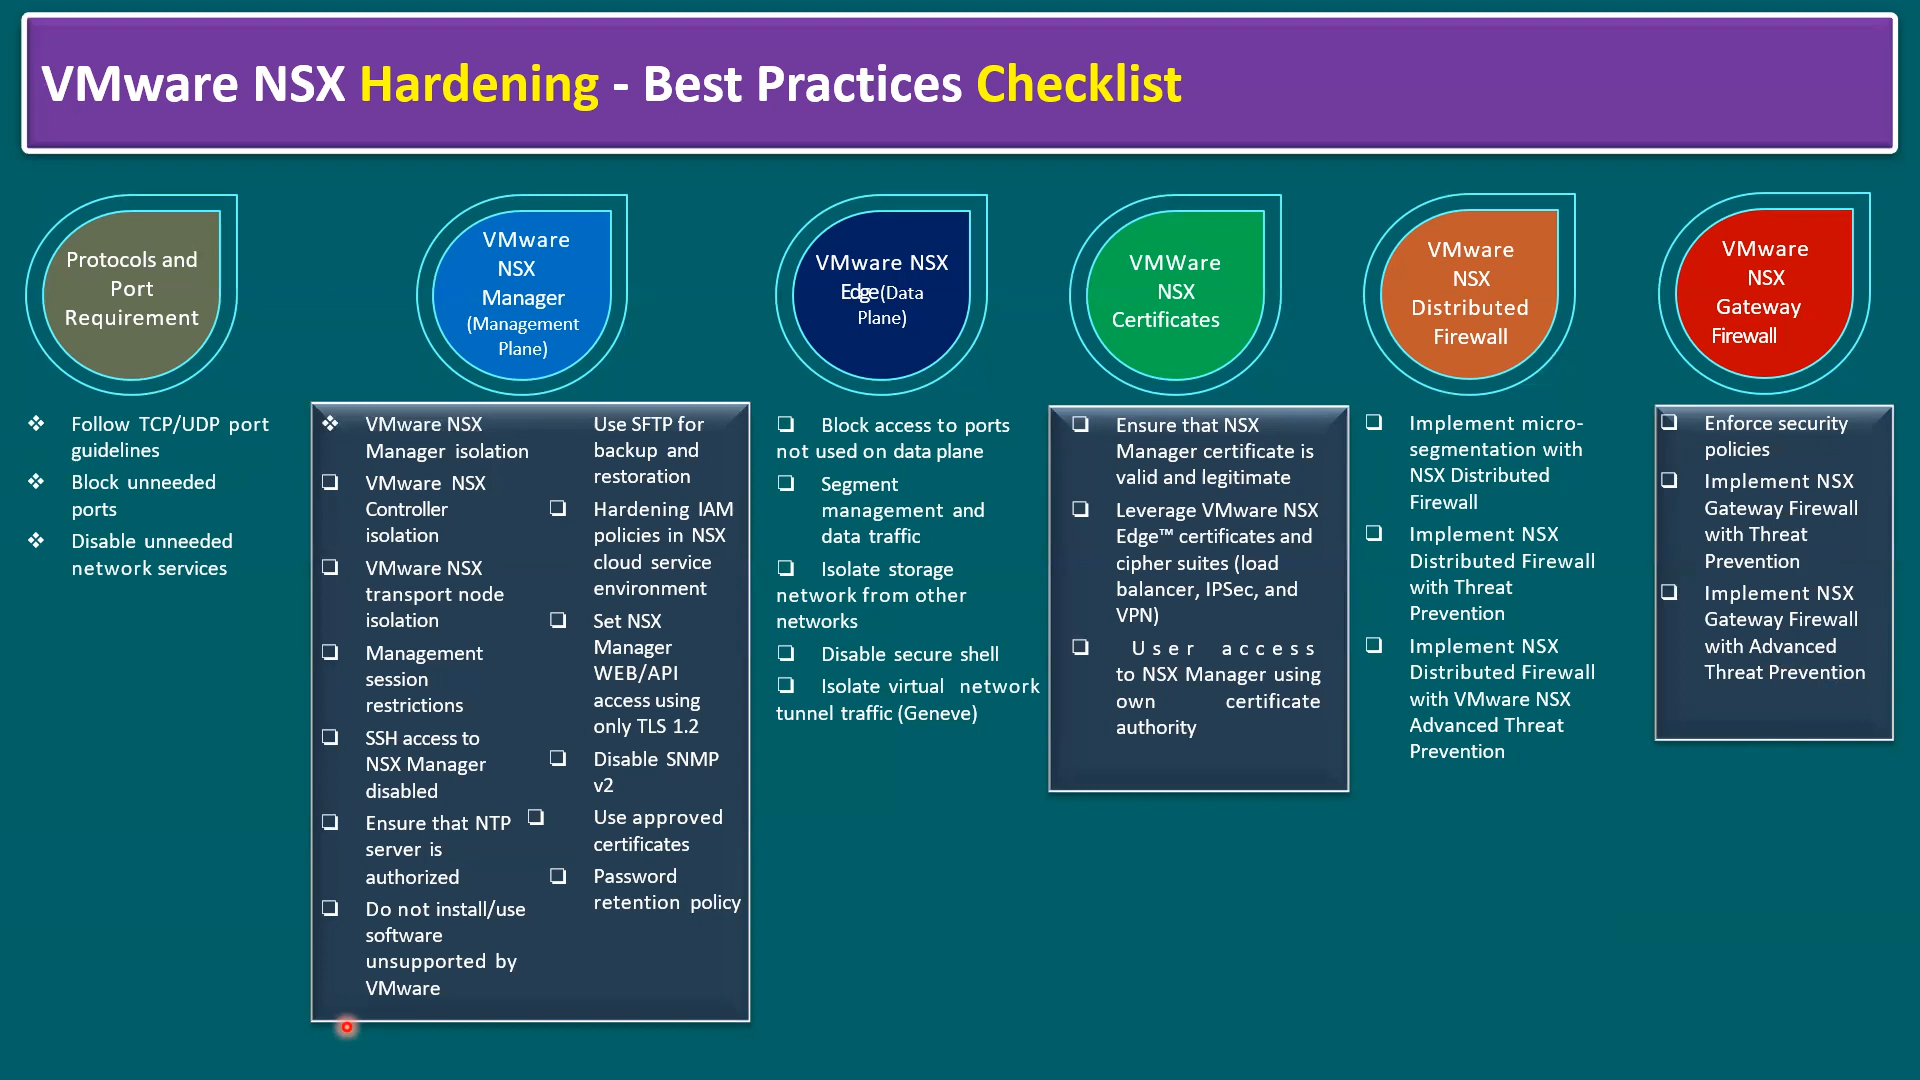 VMware NSX Hardening - Best Practices Checklist
Protocols and
Port
Requirement
❖ Follow TCP/UDP port
guidelines
❖ Block unneeded
ports
❖ Disable unneeded
network services
VMware
NSX
Manager
(Management
Plane)
❖ VMware NSX
Manager isolation
❑ VMware NSX
Controller
isolation
❑ VMware NSX
transport node
isolation
❑ Management
session
restrictions
❑ SSH access to
NSX Manager
disabled
❑ Ensure that NTP
server is
authorized
❑ Do not install/use
software
unsupported by
VMware
Use SFTP for
backup and
restoration
❑ Hardening IAM
policies in NSX
cloud service
environment
❑ Set NSX
Manager
WEB/API
access using
only TLS 1.2
❑ Disable SNMP
v2
❑ Use approved
certificates
❑ Password
retention policy
VMware NSX
Edge(Data
Plane)
❑ Block access to ports
not used on data plane
❑ Segment
management and
data traffic
❑ Isolate storage
network from other
networks
❑ Disable secure shell
❑ Isolate virtual network
tunnel traffic (Geneve)
VMWare
NSX
Certificates
❑ Ensure that NSX
Manager certificate is
valid and legitimate
❑ Leverage VMware NSX
Edge™ certificates and
cipher suites (load
balancer, IPSec, and
VPN)
❑ User access
to NSX Manager using
own certificate
authority
VMware
NSX
Distributed
Firewall
❑ Implement micro-
segmentation with
NSX Distributed
Firewall
❑ Implement NSX
Distributed Firewall
with Threat
Prevention
❑ Implement NSX
Distributed Firewall
with VMware NSX
Advanced Threat
Prevention
VMware
NSX
Gateway
Firewall
❑ Enforce security
policies
❑ Implement NSX
Gateway Firewall
with Threat
Prevention
❑ Implement NSX
Gateway Firewall
with Advanced
Threat Prevention